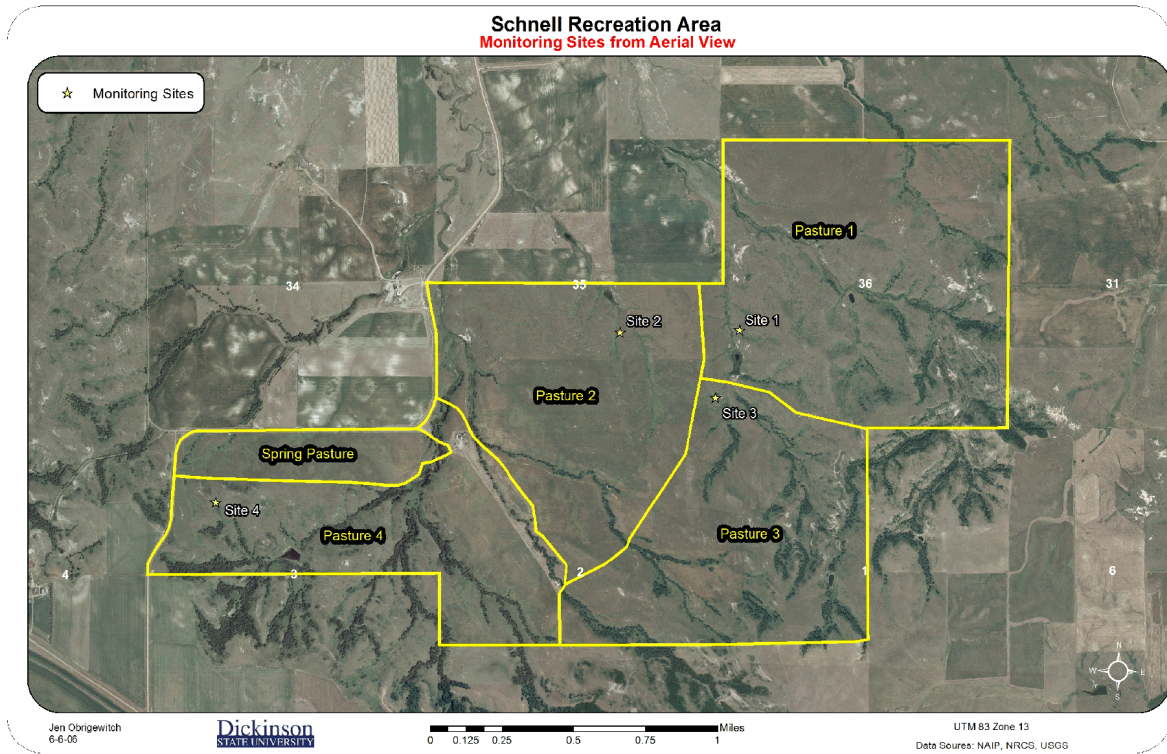 Schnell Recreation Area
Monitoring Sites from Aerial View
Monitoring Sites
Pasture 1
34
35
36
31
Site 2
Site 1
Pasture 2
Site 3
Spring Pasture
Site 4
Pasture 4
Pasture 3
4
3
2
1
6
N
W
E
S
Jen Obrigewitch
6-6-06
Dickinson
STATE UNIVERSITY
Miles
0 0.125 0.25 0.5 0.75 1
UTM 83 Zone 13
Data Soures: NAIP, NRCS, USGS